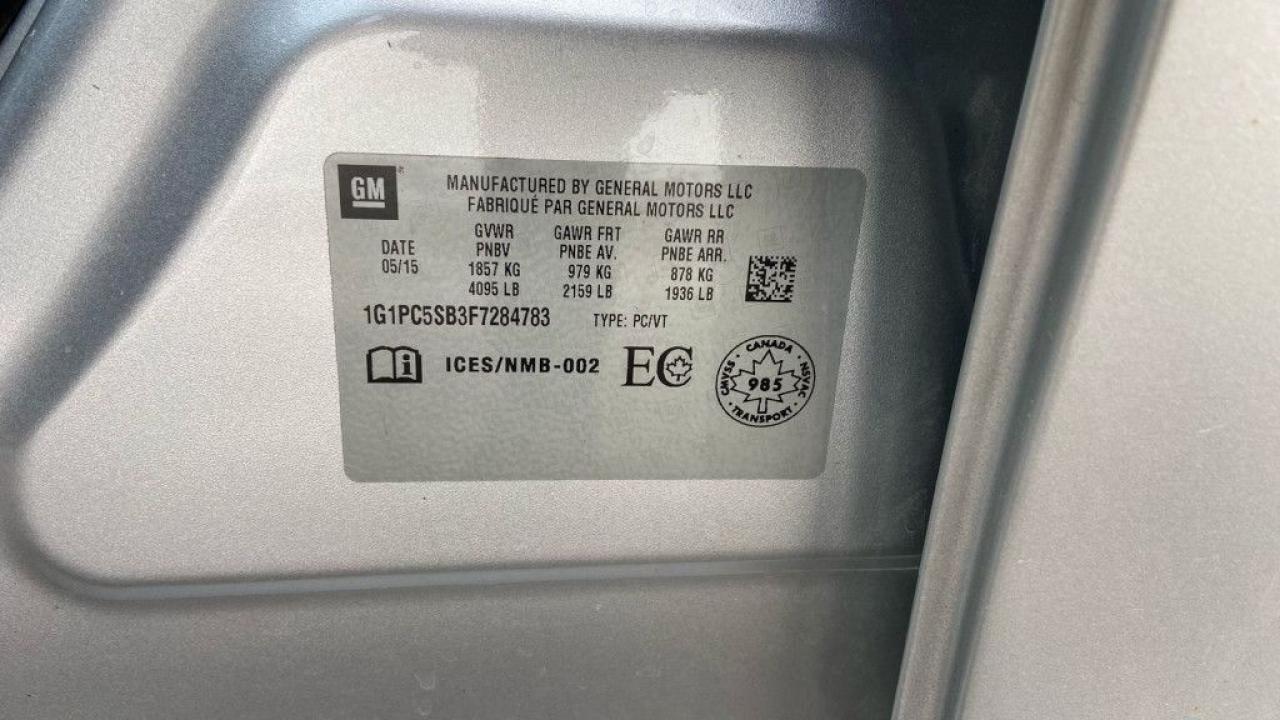 GM
MANUFACTURED BY GENERAL MOTORS LLC
FABRIQUÉ PAR GENERAL MOTORS LLC
DATE
05/15
GVWR
PNBV
1857 KG
4095 LB
GAWR FRT
PNBE AV.
979 KG
2159 LB
GAWR RR
PNBE ARR.
878 KG
1936 LB
1G1PC5SB3F7284783 TYPE: PC/VT
i ICES/NMB-002 EC
CANADA
CMVSS 985 NSVAC
TRANSPORT